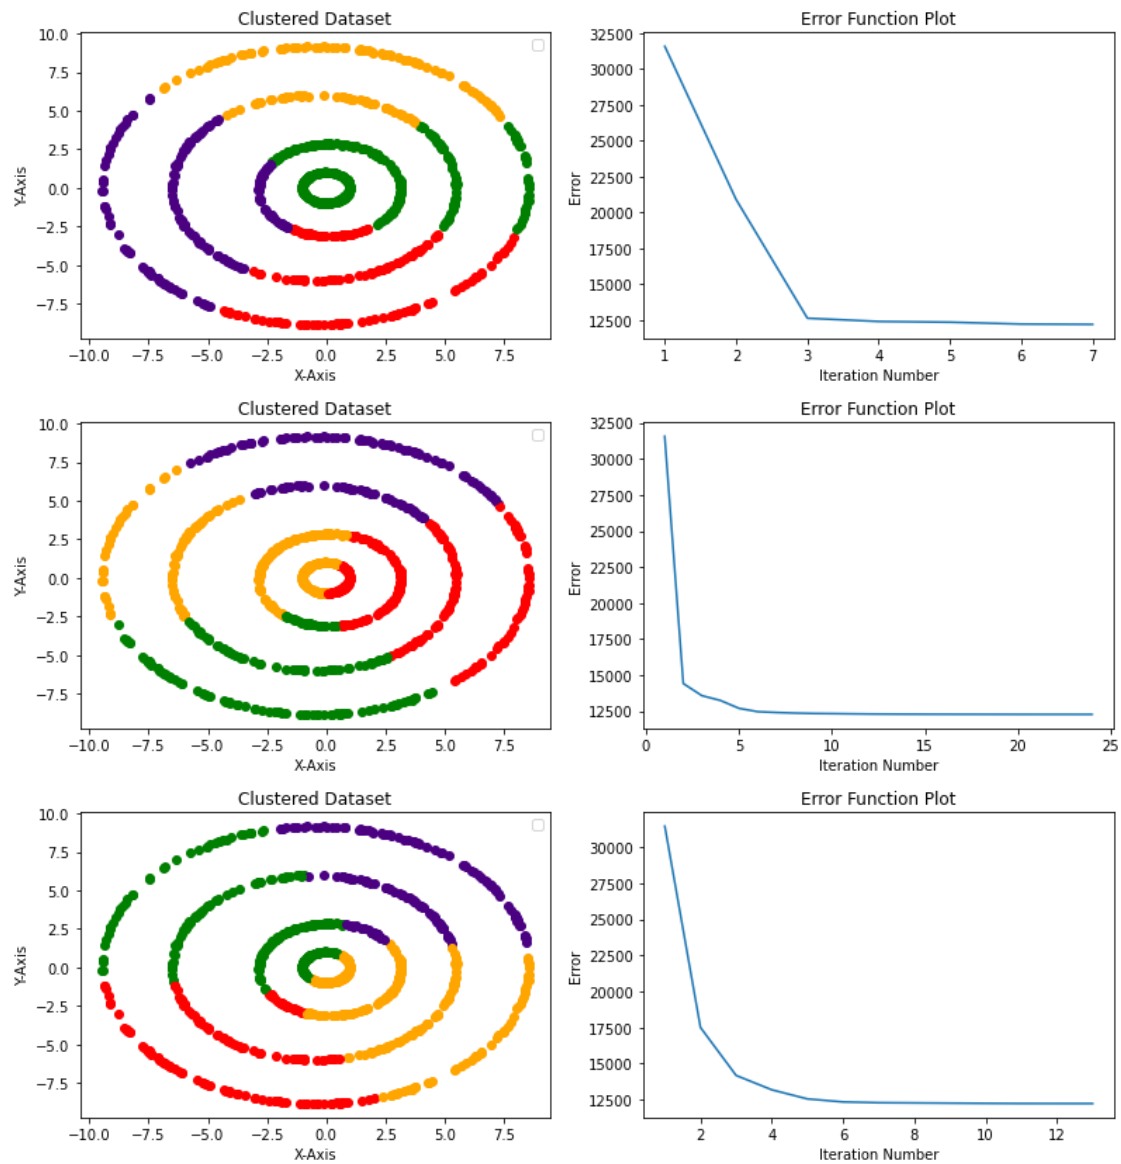 Clustered Dataset
Error Function Plot
10.0
7.5
5.0
2.5
0.0
−2.5
−5.0
−7.5
Y-Axis
−10.0 −7.5 −5.0 −2.5 0.0 2.5 5.0 7.5
X-Axis
32500
30000
27500
25000
22500
20000
17500
15000
12500
Error
1 2 3 4 5 6 7
Iteration Number
Clustered Dataset
Error Function Plot
10.0
7.5
5.0
2.5
0.0
−2.5
−5.0
−7.5
Y-Axis
−10.0 −7.5 −5.0 −2.5 0.0 2.5 5.0 7.5
X-Axis
32500
30000
27500
25000
22500
20000
17500
15000
12500
Error
0 5 10 15 20 25
Iteration Number
Clustered Dataset
Error Function Plot
10.0
7.5
5.0
2.5
0.0
−2.5
−5.0
−7.5
Y-Axis
−10.0 −7.5 −5.0 −2.5 0.0 2.5 5.0 7.5
X-Axis
30000
27500
25000
22500
20000
17500
15000
12500
Error
2 4 6 8 10 12
Iteration Number